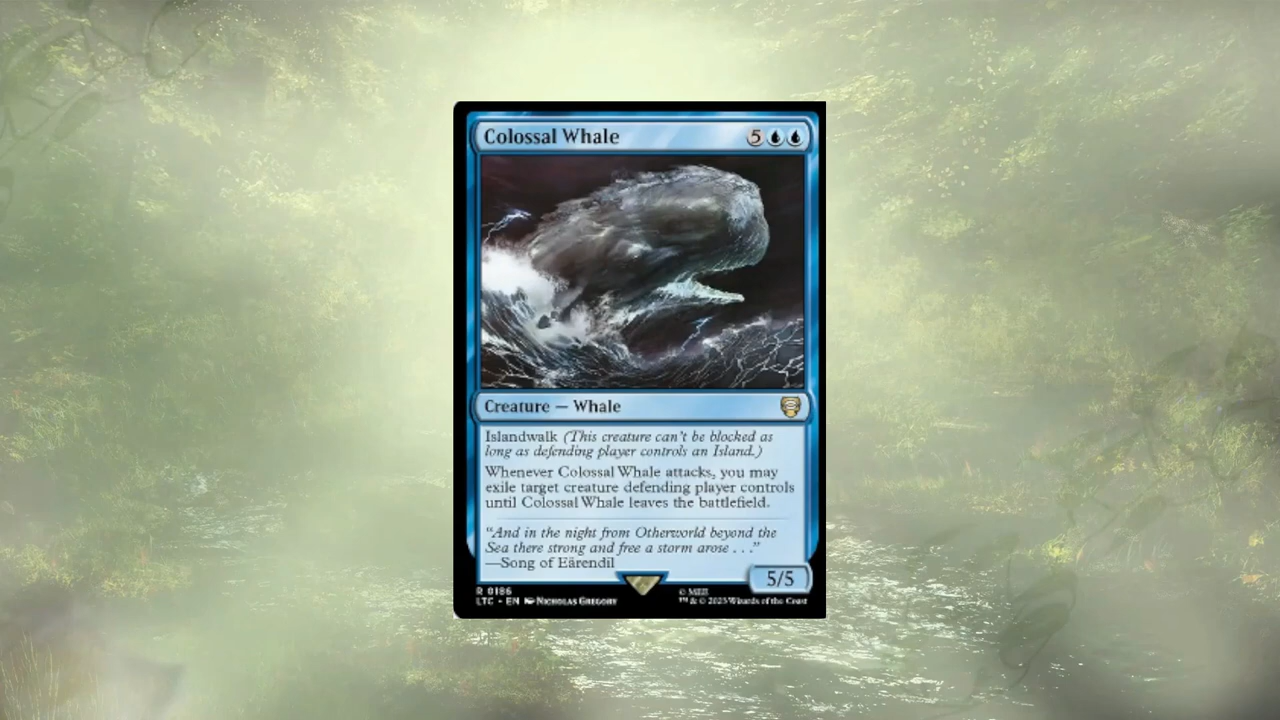 Colossal Whale 5
Creature — Whale
Islandwalk (This creature can't be blocked as
long as defending player controls an Island.)
Whenever Colossal Whale attacks, you may
exile target creature defending player controls
until Colossal Whale leaves the battlefield.
"And in the night from Otherworld beyond the
Sea there strong and free a storm arose . . ."
—Song of Eärendil
5/5
R 0186
LTC • EN Nicholas Gregory
© MEE
™ & © 2023 Wizards of the Coast